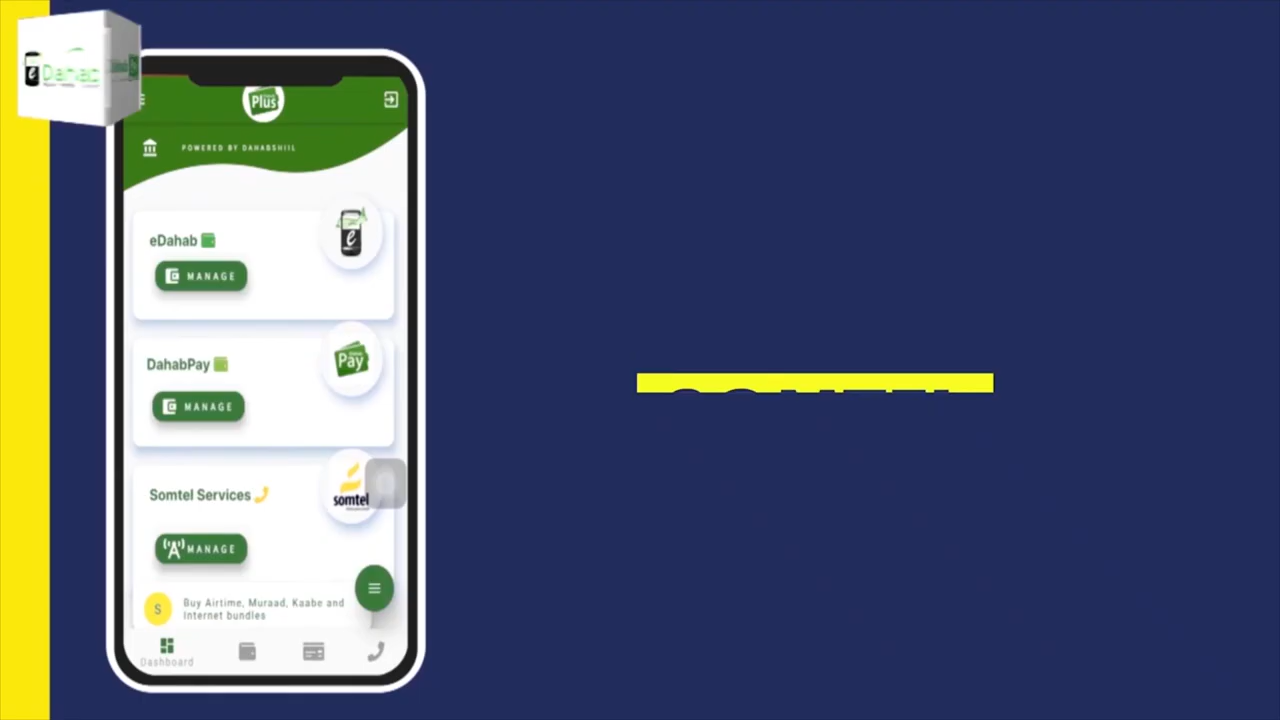 e Dahab
Plus
POWERED BY DAHABSHIIL
eDahab
e
MANAGE
DahabPay
Pay
MANAGE
Somtel Services
somtel
MANAGE
S
Buy Airtime, Muraad, Kaabe and
Internet bundles
Dashboard